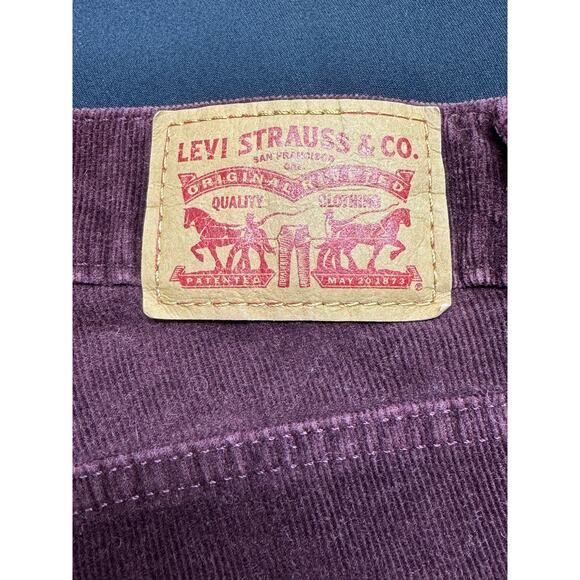 LEVI STRAUSS & CO.
SAN FRANCISCO
CAL.
ORIGINAL RIVETED
QUALITY CLOTHING
PATENTED MAY 20 1873
®